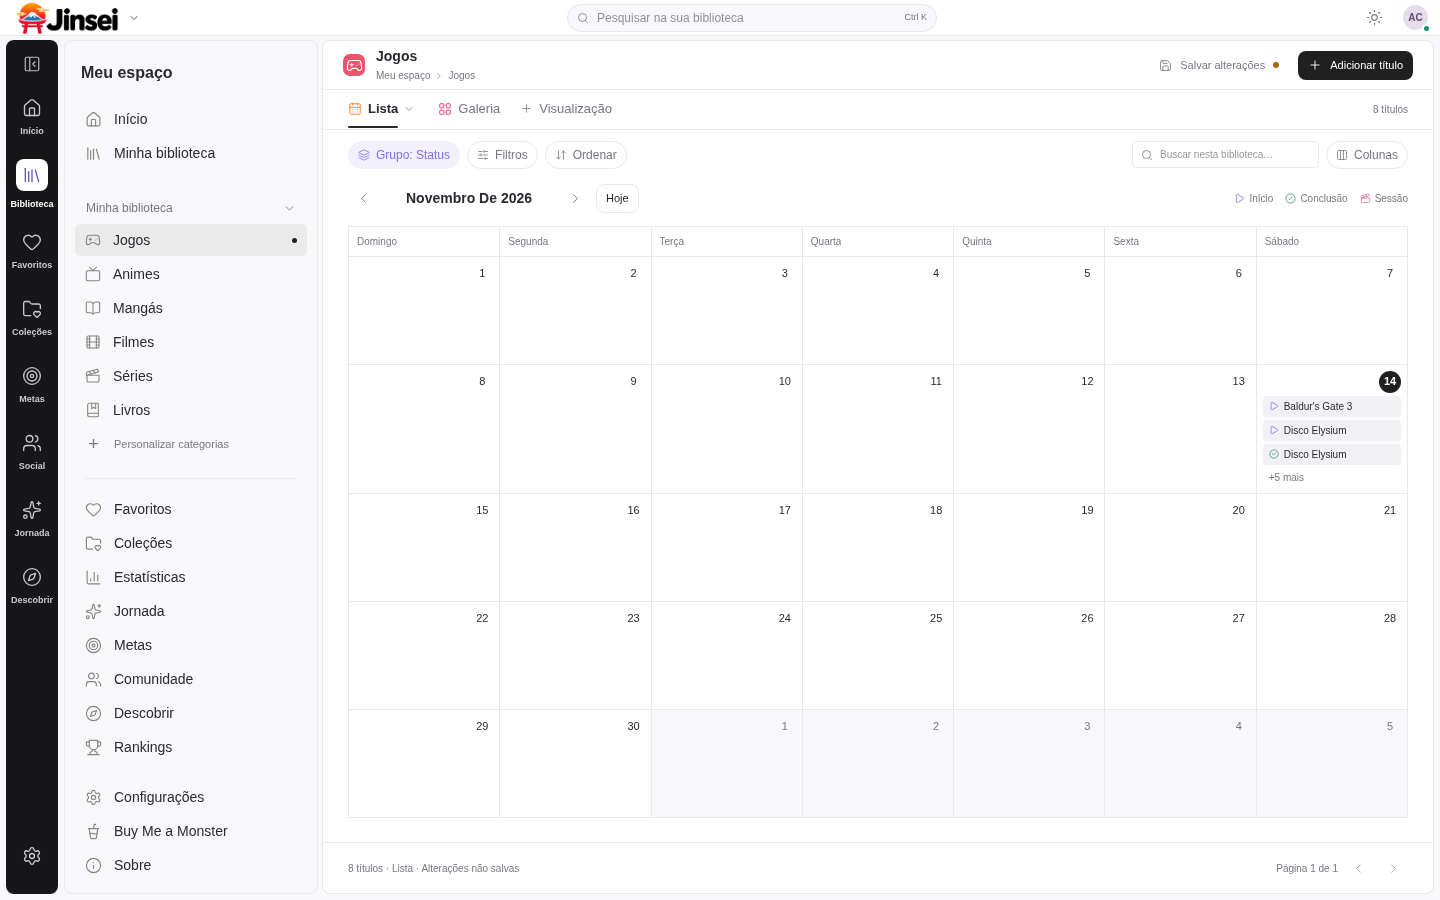 Jinsei
Pesquisar na sua biblioteca
Ctrl K
AC
Início
Biblioteca
Favoritos
Coleções
Metas
Social
Jornada
Descobrir
Meu espaço
Início
Minha biblioteca
Minha biblioteca
Jogos
Animes
Mangás
Filmes
Séries
Livros
Personalizar categorias
Favoritos
Coleções
Estatísticas
Jornada
Metas
Comunidade
Descobrir
Rankings
Configurações
Buy Me a Monster
Sobre
Jogos
Meu espaço > Jogos
Salvar alterações
Adicionar título
Lista
Galeria
Visualização
8 títulos
Grupo: Status
Filtros
Ordenar
Buscar nesta biblioteca...
Colunas
Novembro De 2026
Hoje
Início
Conclusão
Sessão
Domingo Segunda Terça Quarta Quinta Sexta Sábado
1 2 3 4 5 6 7
8 9 10 11 12 13 14
Baldur's Gate 3
Disco Elysium
Disco Elysium
+5 mais
15 16 17 18 19 20 21
22 23 24 25 26 27 28
29 30 1 2 3 4 5
8 títulos · Lista · Alterações não salvas
Página 1 de 1